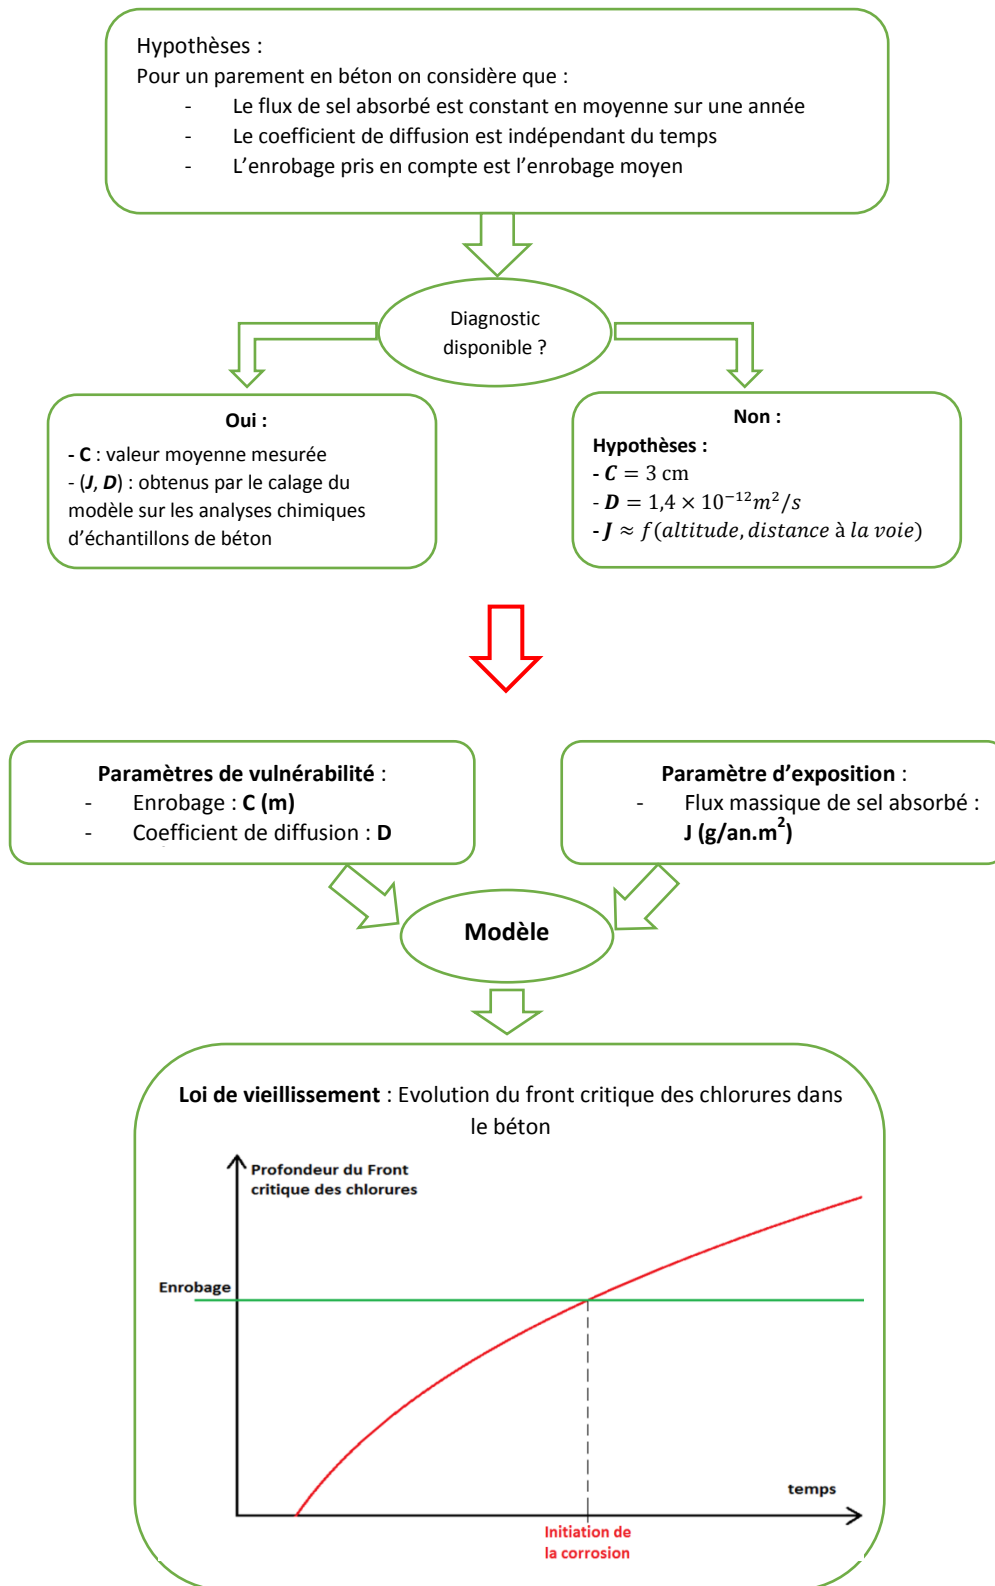 Hypothèses :
Pour un parement en béton on considère que :
- Le flux de sel absorbé est constant en moyenne sur une année
- Le coefficient de diffusion est indépendant du temps
- L’enrobage pris en compte est l’enrobage moyen
Diagnostic
disponible ?
Oui :
- C : valeur moyenne mesurée
- (J, D) : obtenus par le calage du
modèle sur les analyses chimiques
d’échantillons de béton
Non :
Hypothèses :
- C = 3 cm
- D = 1,4 × 10⁻¹²m²/s
- J ≈ f(altitude, distance à la voie)
Paramètres de vulnérabilité :
- Enrobage : C (m)
- Coefficient de diffusion : D
Paramètre d’exposition :
- Flux massique de sel absorbé :
J (g/an.m²)
Modèle
Loi de vieillissement : Evolution du front critique des chlorures dans
le béton
Profondeur du Front
critique des chlorures
Enrobage
temps
Initiation de
la corrosion